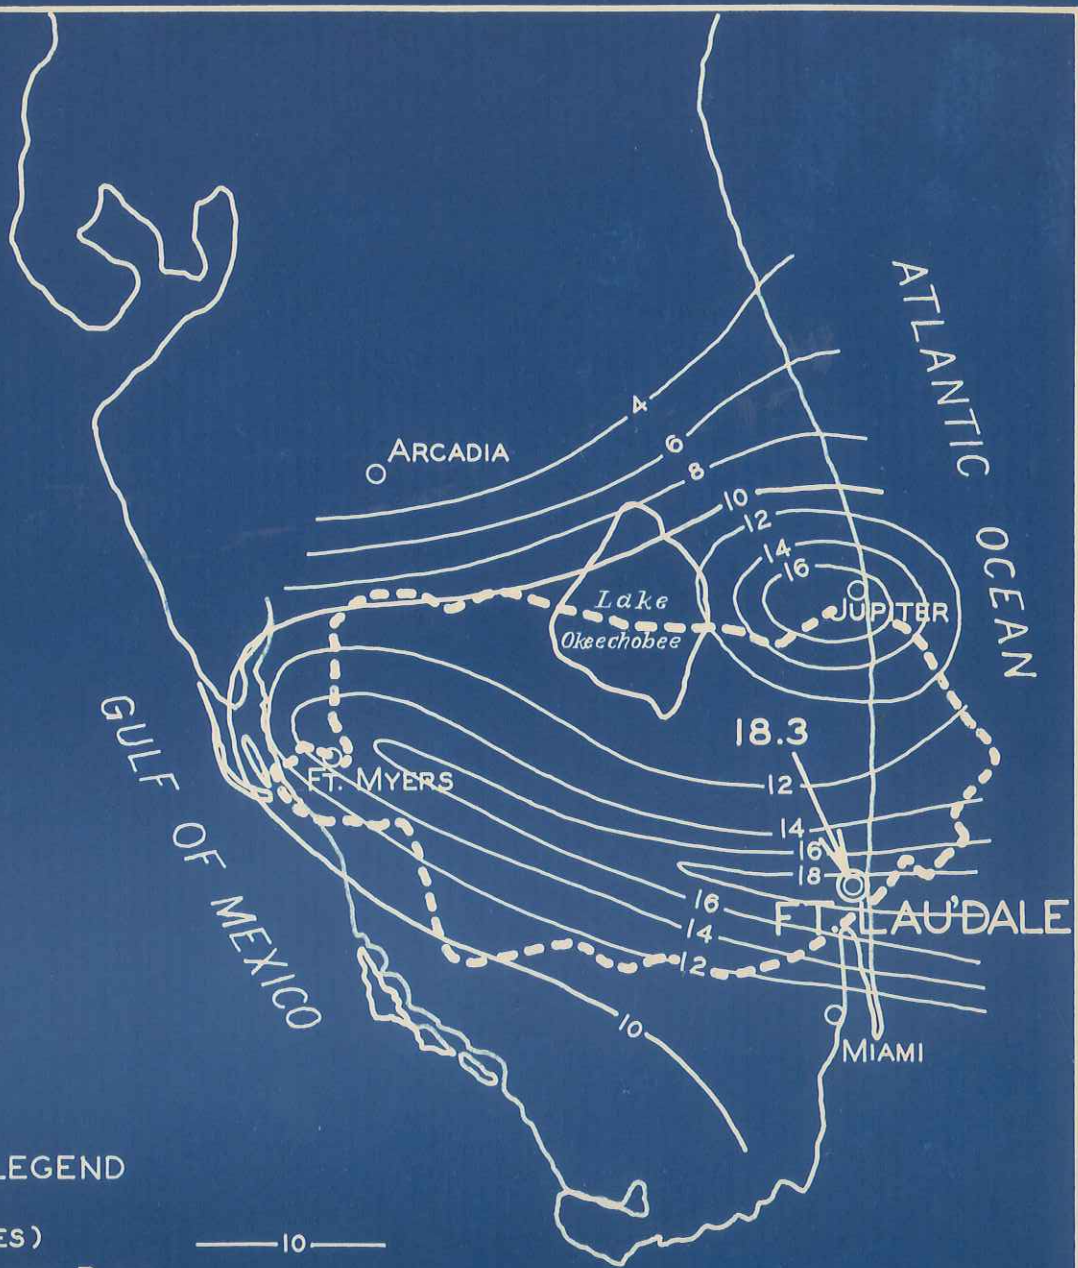 ATLANTIC
OCEAN
4
ARCADIA
6
8
10
12
14
16
Lake
Okeechobee
JUPITER
GULF OF MEXICO
18.3
FT. MYERS
12
14
16
18
16
FT. LAU'DALE
14
12
10
MIAMI
LEGEND
ES)
10